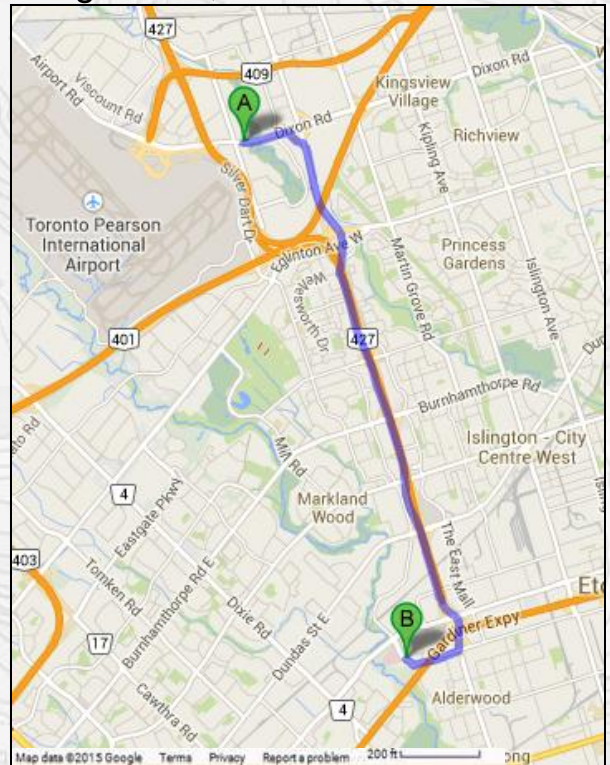 427
409
Airport Rd
Viscount Rd
Kingsview
Village
Dixon Rd
A
Dixon Rd
Kipling Ave
Richview
Silver Dart Dr
Toronto Pearson
International
Airport
Eglinton Ave W
Martin Grove Rd
Princess
Gardens
Islington Ave
Wellesworth Dr
401
427
Burnhamthorpe Rd
Islington - City
Centre West
Mill Rd
4
Eastgate Pkwy
Markland
Wood
The East Mall
403
Tomken Rd
Burnhamthorpe Rd E
Dixie Rd
Dundas St E
B
Gardiner Expy
17
Cawthra Rd
4
Alderwood
Map data ©2015 Google Terms Privacy Report a problem 200 ft